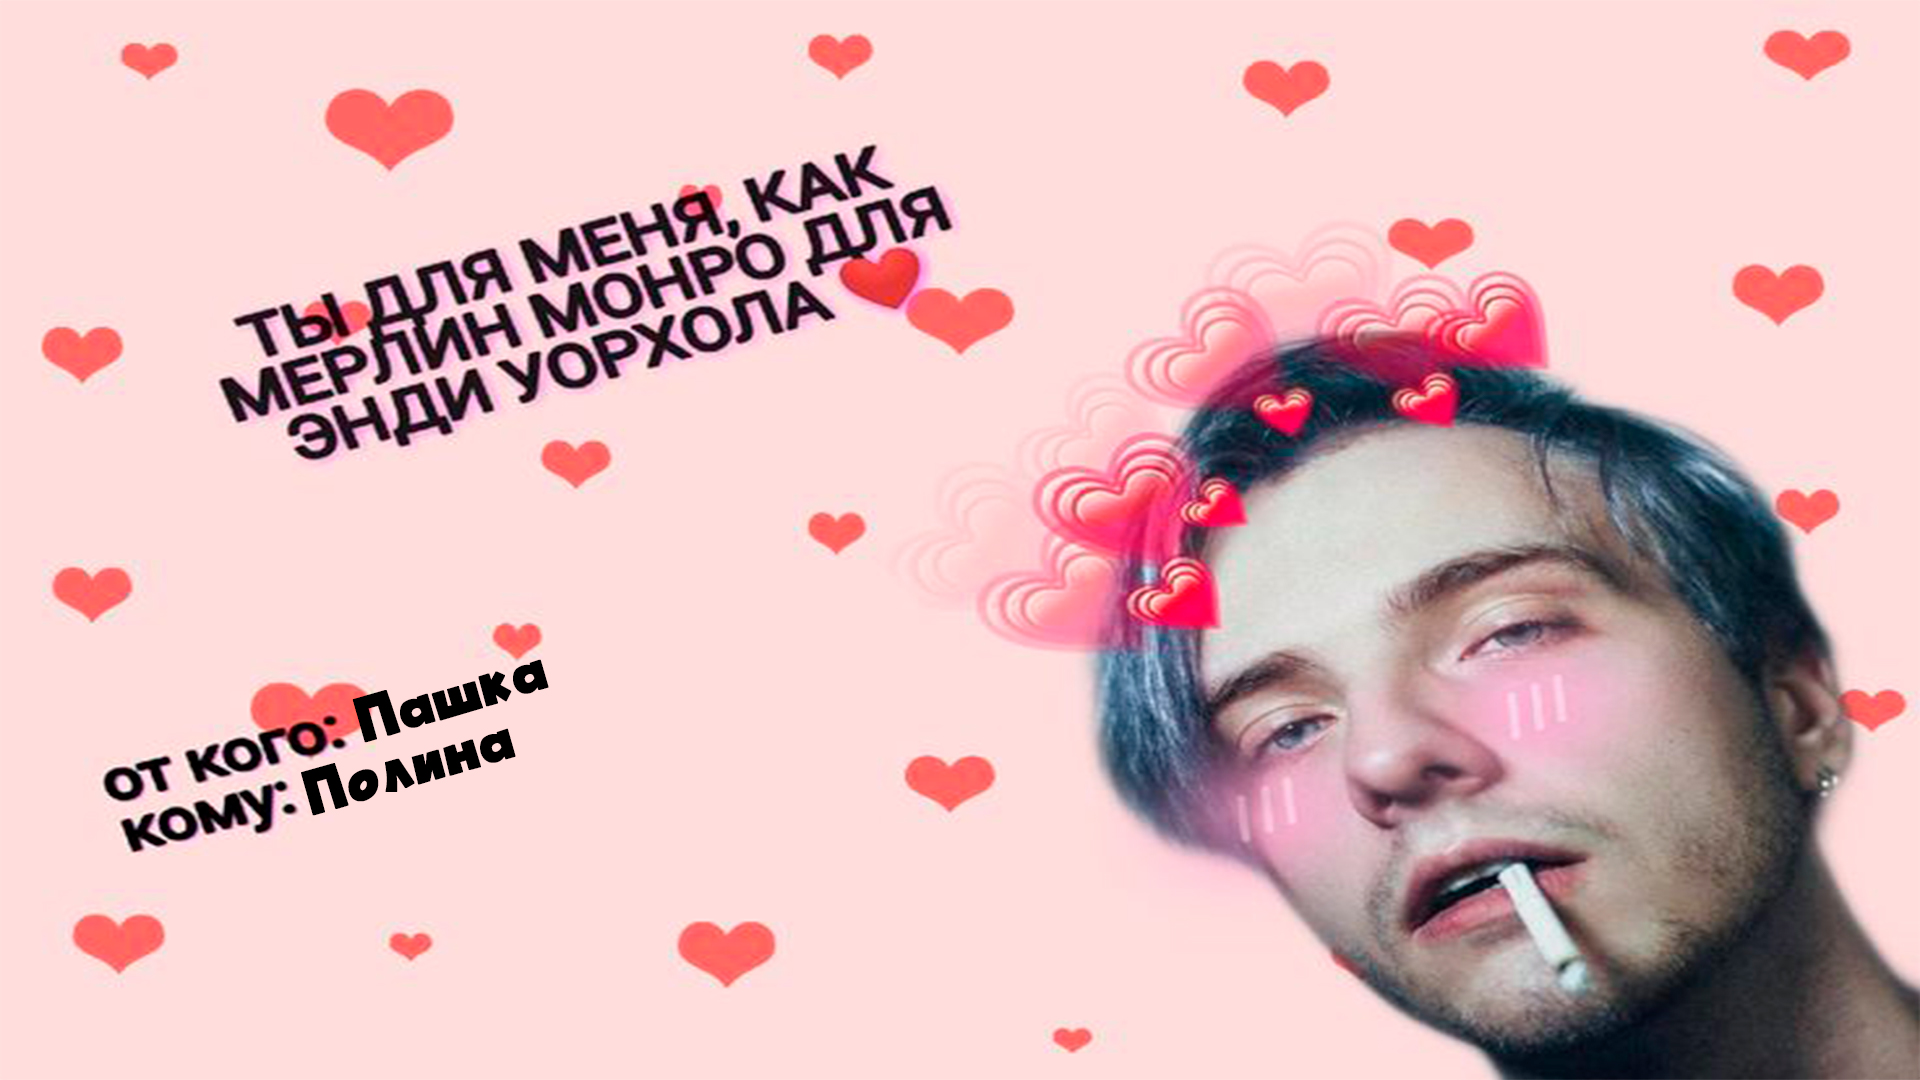 ТЫ ДЛЯ МЕНЯ, КАК
МЕРЛИН МОНРО ДЛЯ
ЭНДИ УОРХОЛА ❤️
от кого: Пашка
кому: Полина